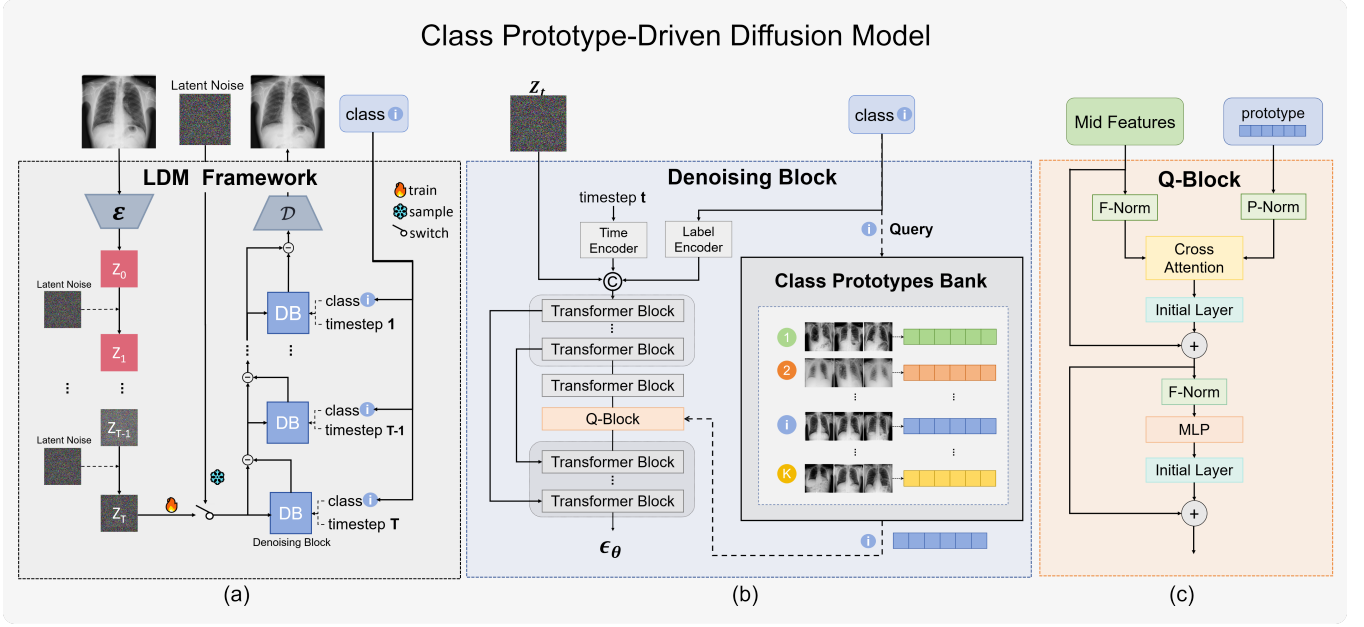 Class Prototype-Driven Diffusion Model
Latent Noise
class i
LDM Framework
train
sample
switch
ε
D
Z0
Latent Noise
Z1
ZT-1
Latent Noise
ZT
DB
class i
timestep 1
DB
class i
timestep T-1
DB
class i
timestep T
Denoising Block
(a)
Zt
class i
Denoising Block
timestep t
Time
Encoder
Label
Encoder
i Query
C
Transformer Block
Transformer Block
Transformer Block
Q-Block
Transformer Block
Transformer Block
ϵθ
Class Prototypes Bank
1
2
i
K
i
(b)
Mid Features
prototype
Q-Block
F-Norm
P-Norm
Cross
Attention
Initial Layer
+
F-Norm
MLP
Initial Layer
+
(c)